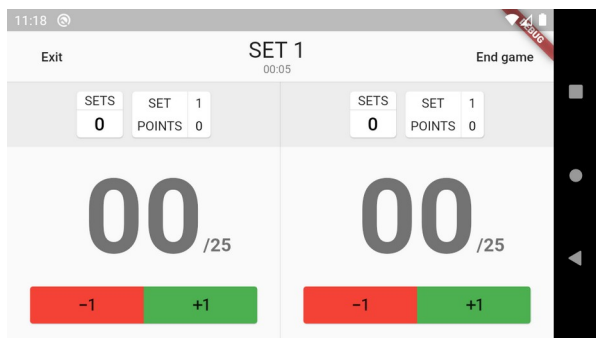 11:18
DEBUG
Exit SET 1 End game
00:05
SETS SET 1 SETS SET 1
0 POINTS 0 0 POINTS 0
00/25 00/25
−1 +1 −1 +1